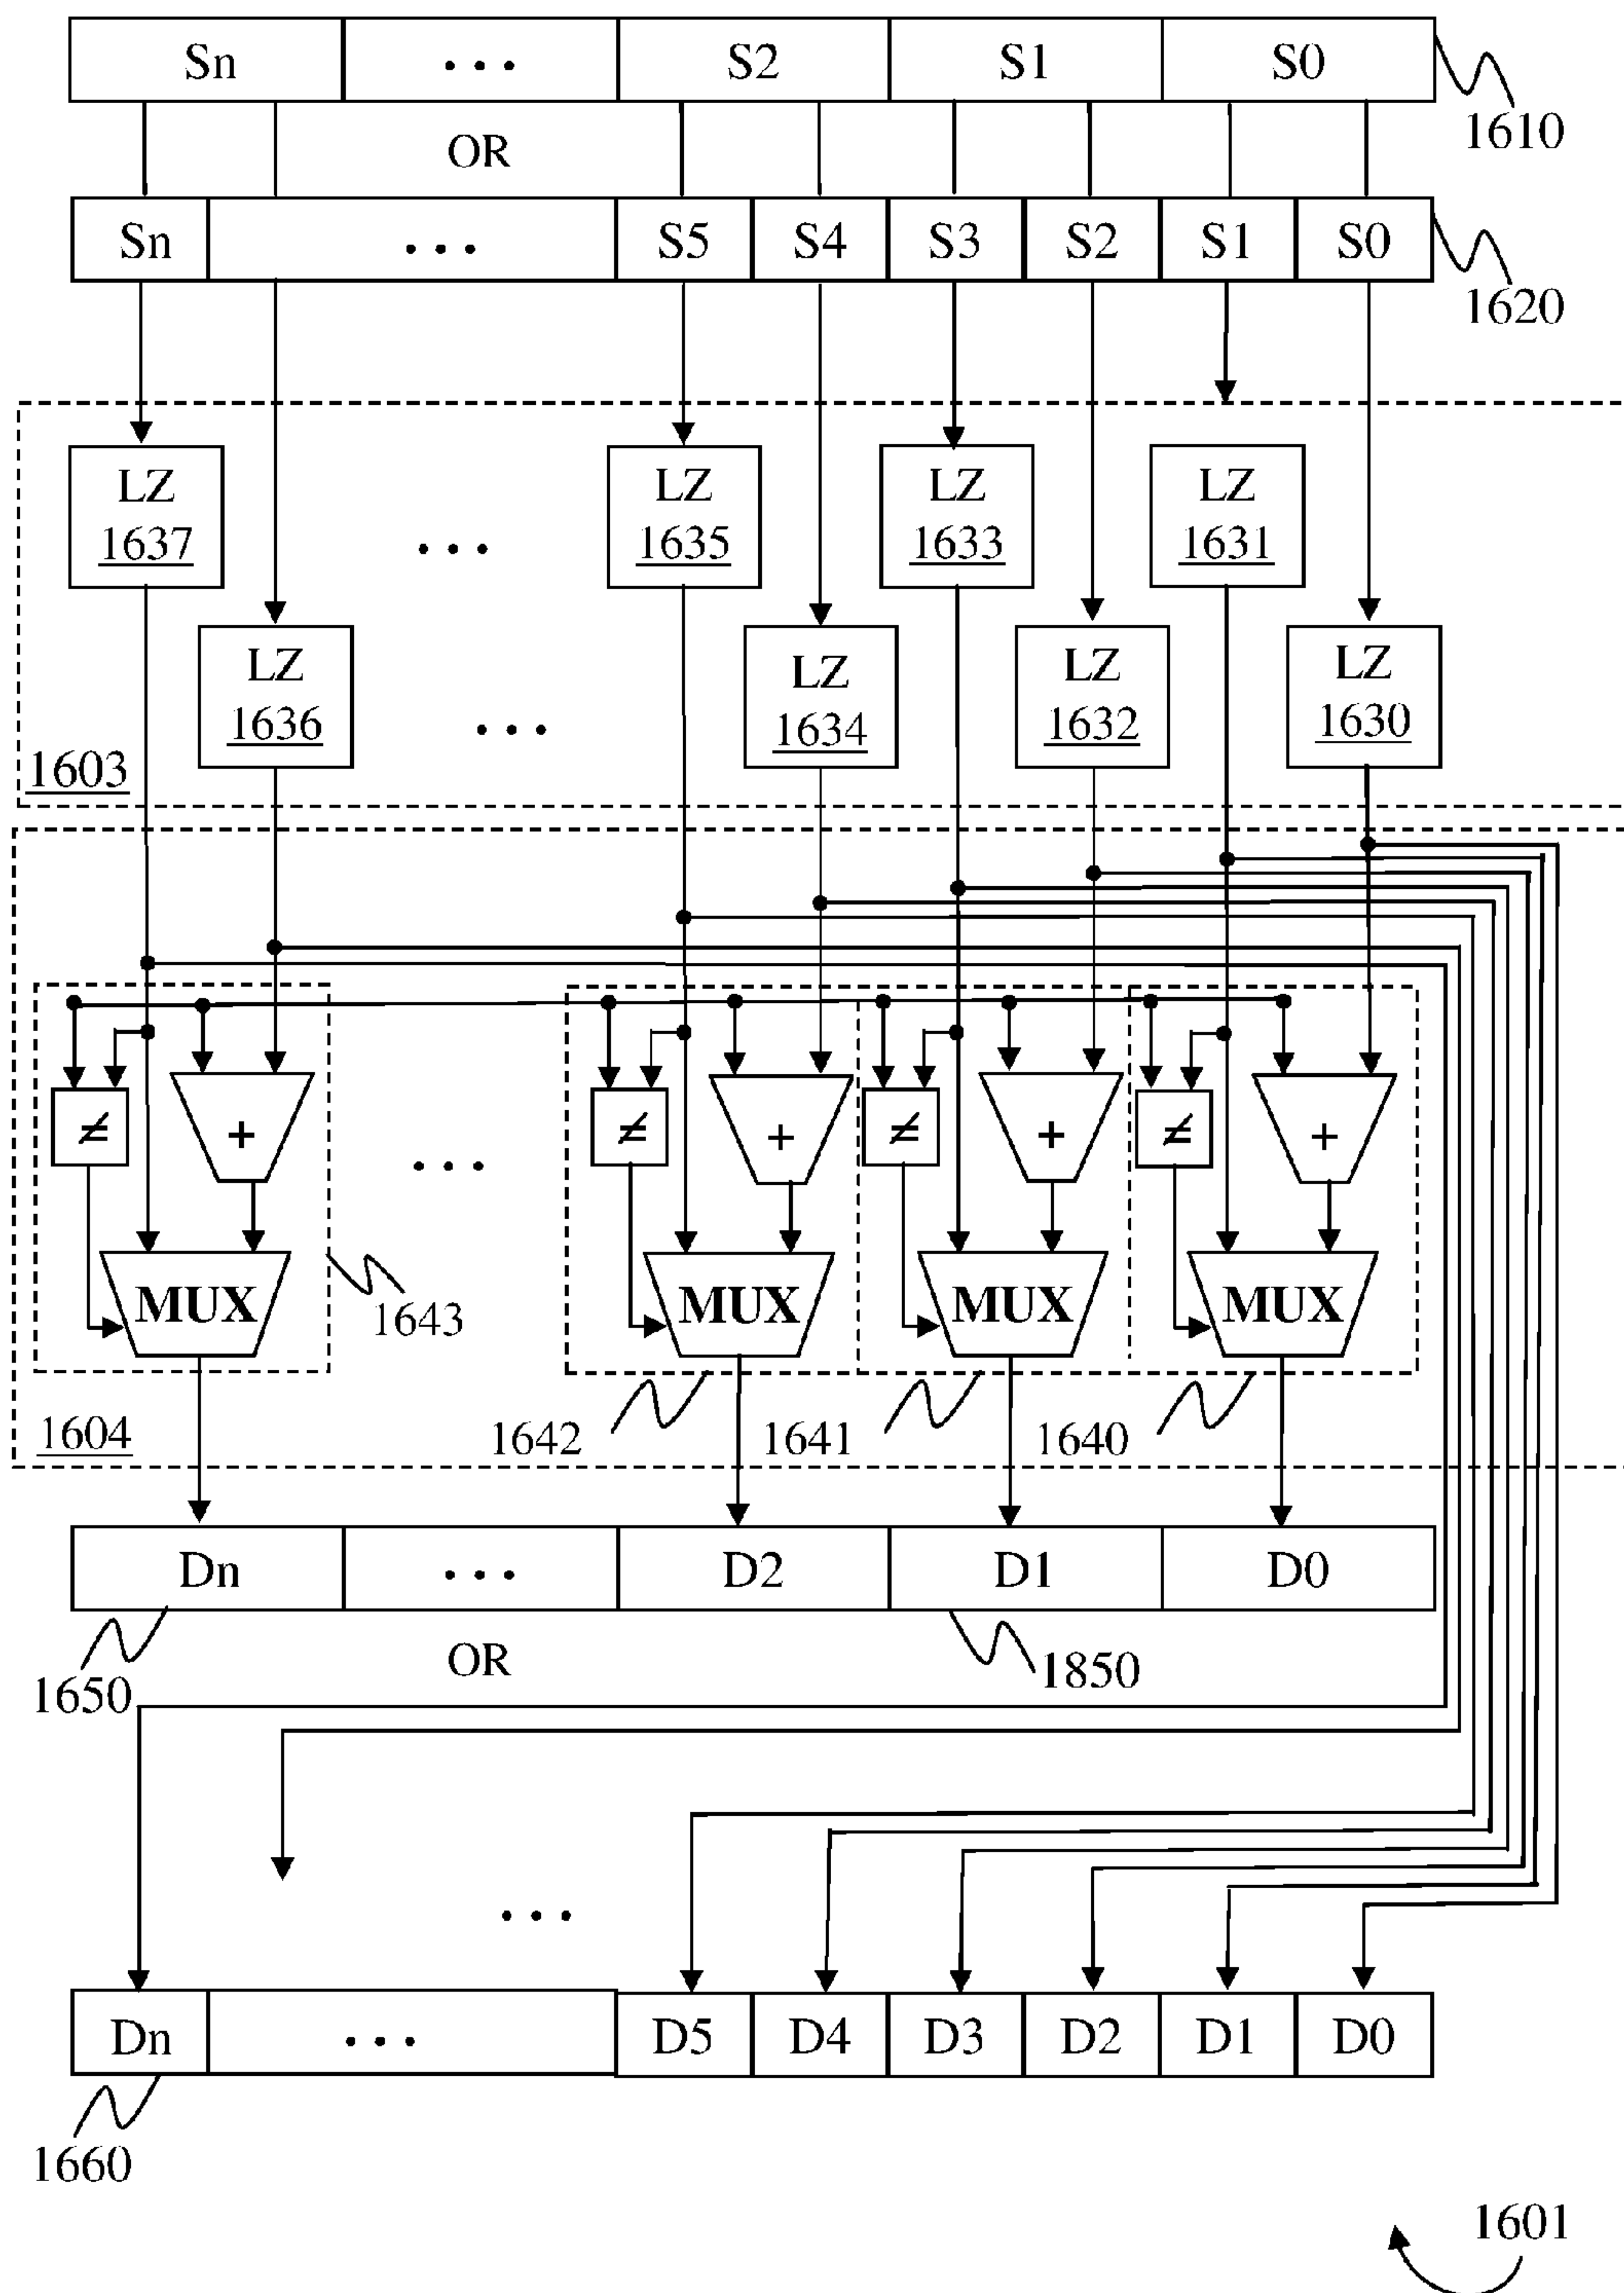 Sn ... S2 S1 S0
1610
OR
Sn ... S5 S4 S3 S2 S1 S0
1620
LZ 1637 ... LZ 1635 LZ 1633 LZ 1631
LZ 1636 ... LZ 1634 LZ 1632 LZ 1630
1603
≠ + ... ≠ + ≠ + ≠ +
MUX MUX MUX MUX
1643
1604 1642 1641 1640
Dn ... D2 D1 D0
1650 OR 1850
...
Dn ... D5 D4 D3 D2 D1 D0
1660
1601